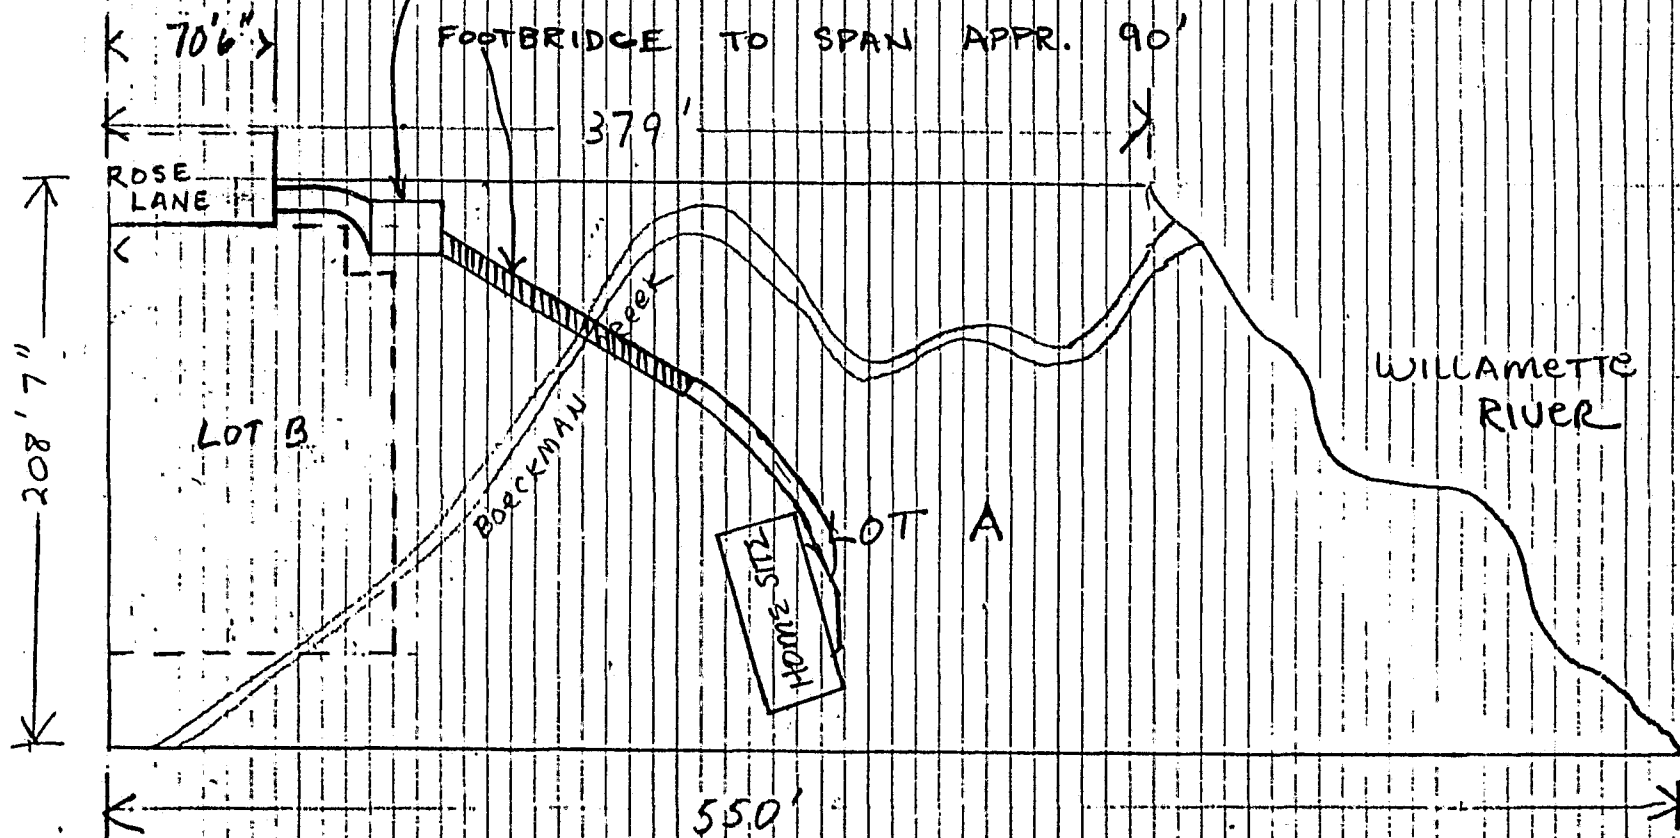 70'6"
FOOTBRIDGE TO SPAN APPR. 90'
379'
ROSE
LANE
208' 7"
LOT B
BOECKMAN
CREEK
WILLAMETTE
RIVER
LOT A
HOME SITE
550'